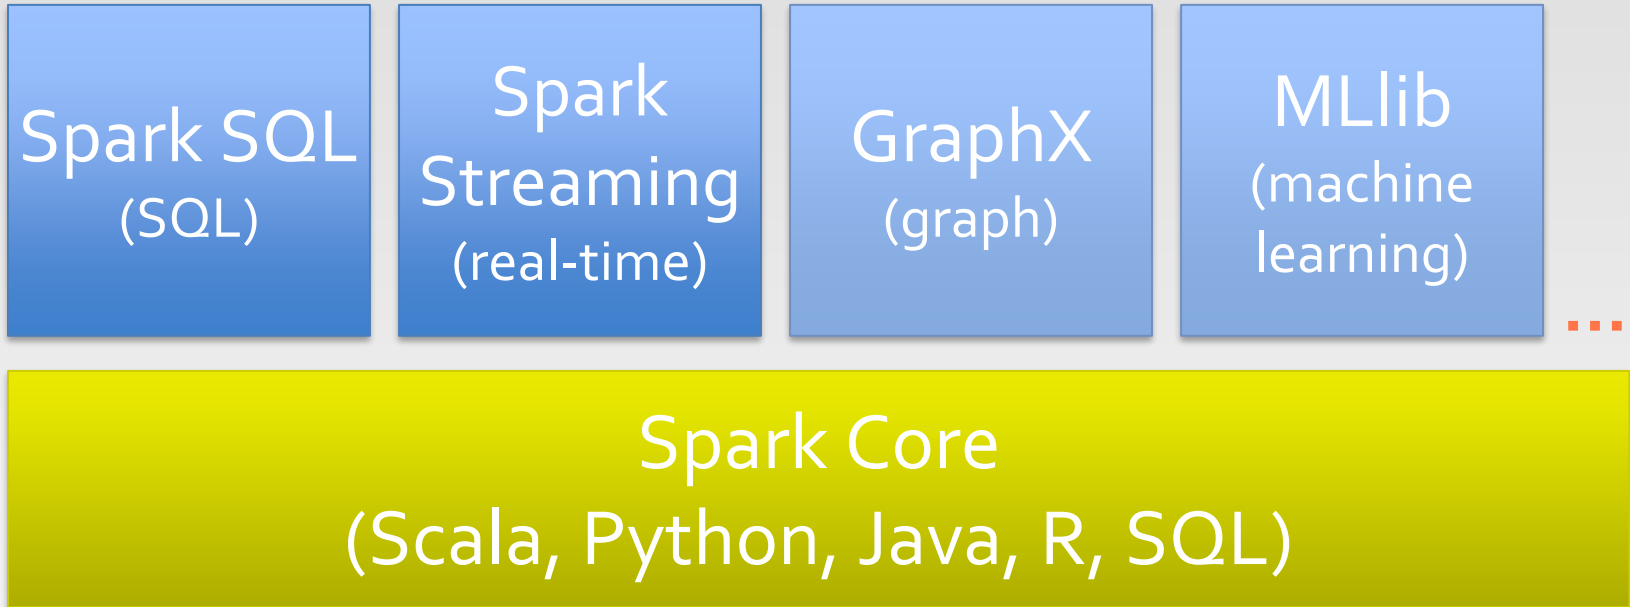 Spark SQL
(SQL)
Spark
Streaming
(real-time)
GraphX
(graph)
MLlib
(machine
learning)
...
Spark Core
(Scala, Python, Java, R, SQL)